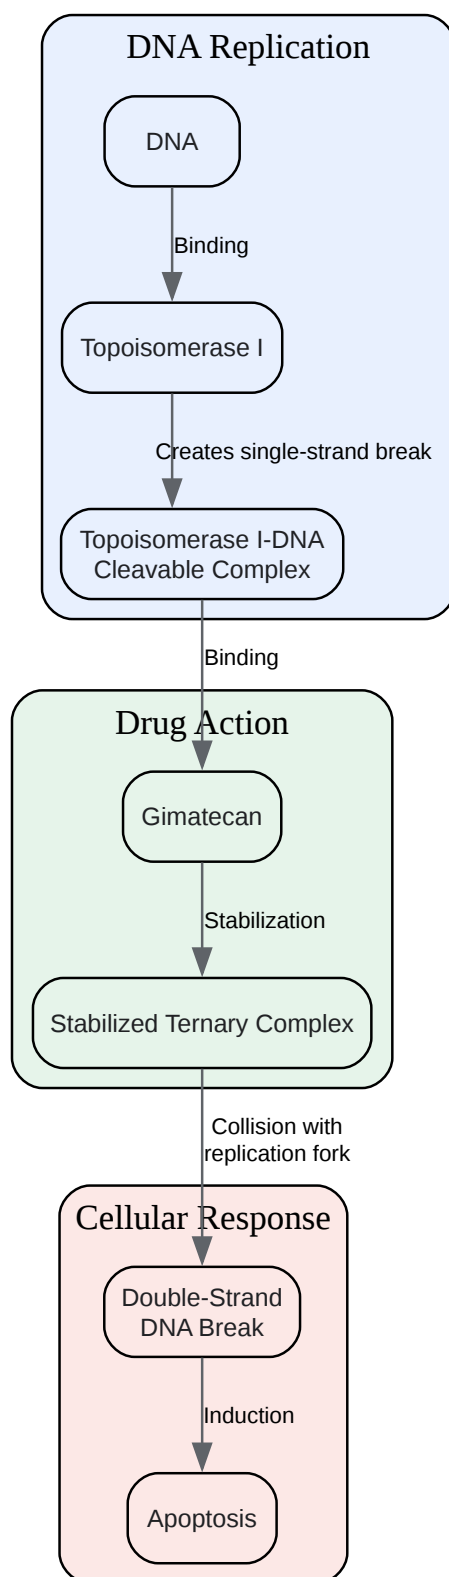 DNA Replication
DNA
Binding
Topoisomerase I
Creates single-strand break
Topoisomerase I-DNA
Cleavable Complex
Binding
Drug Action
Gimatecan
Stabilization
Stabilized Ternary Complex
Collision with
replication fork
Cellular Response
Double-Strand
DNA Break
Induction
Apoptosis